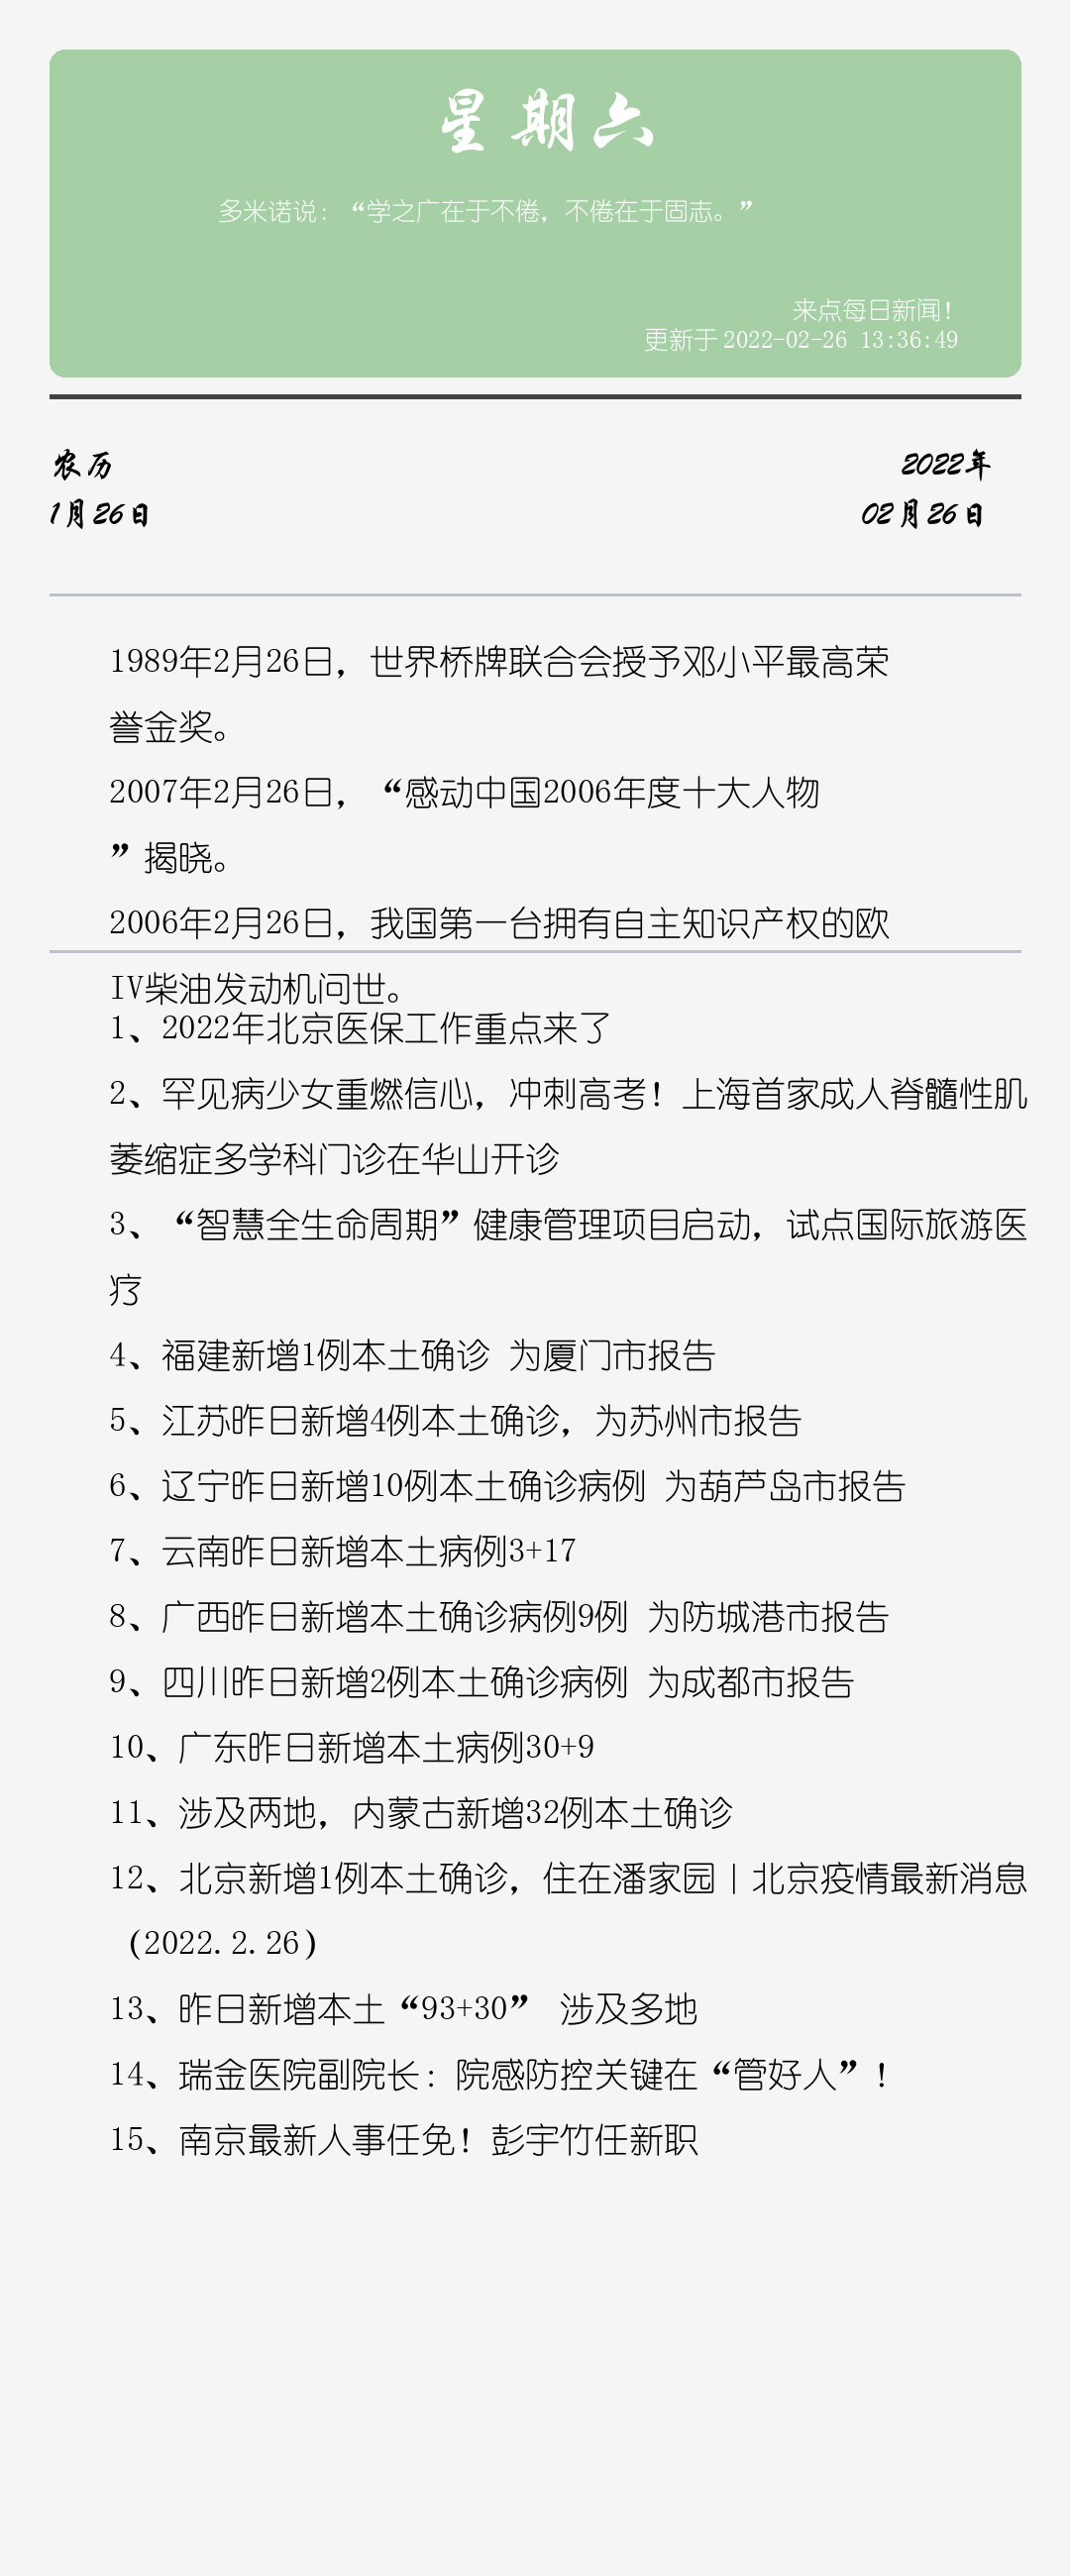 星期六
多米诺说：“学之广在于不倦，不倦在于固志。”
来点每日新闻！
更新于 2022-02-26 13:36:49
农历
2022年
1月26日
02月26日
1989年2月26日，世界桥牌联合会授予邓小平最高荣
誉金奖。
2007年2月26日，“感动中国2006年度十大人物
”揭晓。
2006年2月26日，我国第一台拥有自主知识产权的欧
IV柴油发动机问世。
1、2022年北京医保工作重点来了
2、罕见病少女重燃信心，冲刺高考！上海首家成人脊髓性肌
萎缩症多学科门诊在华山开诊
3、“智慧全生命周期”健康管理项目启动，试点国际旅游医
疗
4、福建新增1例本土确诊 为厦门市报告
5、江苏昨日新增4例本土确诊，为苏州市报告
6、辽宁昨日新增10例本土确诊病例 为葫芦岛市报告
7、云南昨日新增本土病例3+17
8、广西昨日新增本土确诊病例9例 为防城港市报告
9、四川昨日新增2例本土确诊病例 为成都市报告
10、广东昨日新增本土病例30+9
11、涉及两地，内蒙古新增32例本土确诊
12、北京新增1例本土确诊，住在潘家园丨北京疫情最新消息
（2022.2.26）
13、昨日新增本土“93+30” 涉及多地
14、瑞金医院副院长：院感防控关键在“管好人”！
15、南京最新人事任免！彭宇竹任新职